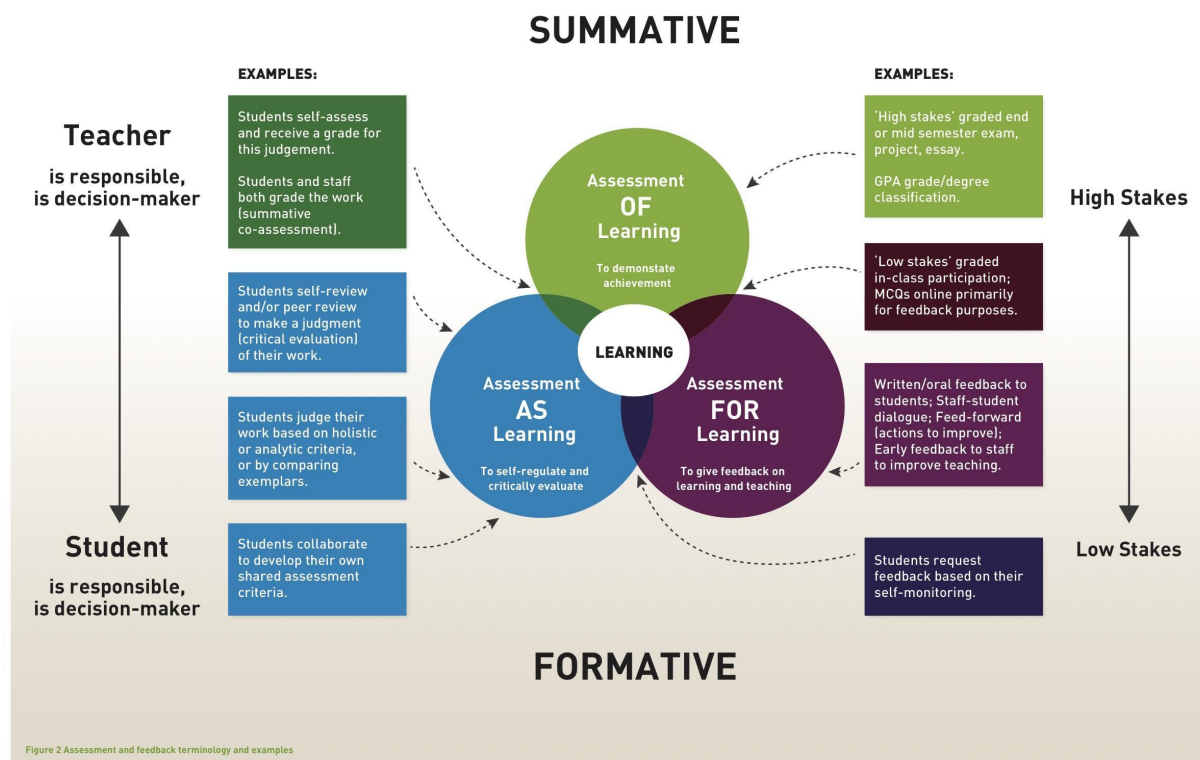 SUMMATIVE
EXAMPLES:
Students self-assess
and receive a grade for
this judgement.
Students and staff
both grade the work
(summative
co-assessment).
Students self-review
and/or peer review
to make a judgment
(critical evaluation)
of their work.
Students judge their
work based on holistic
or analytic criteria,
or by comparing
exemplars.
Students collaborate
to develop their own
shared assessment
criteria.
Teacher
is responsible,
is decision-maker
Student
is responsible,
is decision-maker
Assessment
OF
Learning
To demonstate
achievement
LEARNING
Assessment
AS
Learning
To self-regulate and
critically evaluate
Assessment
FOR
Learning
To give feedback on
learning and teaching
EXAMPLES:
‘High stakes’ graded end
or mid semester exam,
project, essay.
GPA grade/degree
classification.
‘Low stakes’ graded
in-class participation;
MCQs online primarily
for feedback purposes.
Written/oral feedback to
students; Staff-student
dialogue; Feed-forward
(actions to improve);
Early feedback to staff
to improve teaching.
Students request
feedback based on their
self-monitoring.
High Stakes
Low Stakes
FORMATIVE
Figure 2 Assessment and feedback terminology and examples